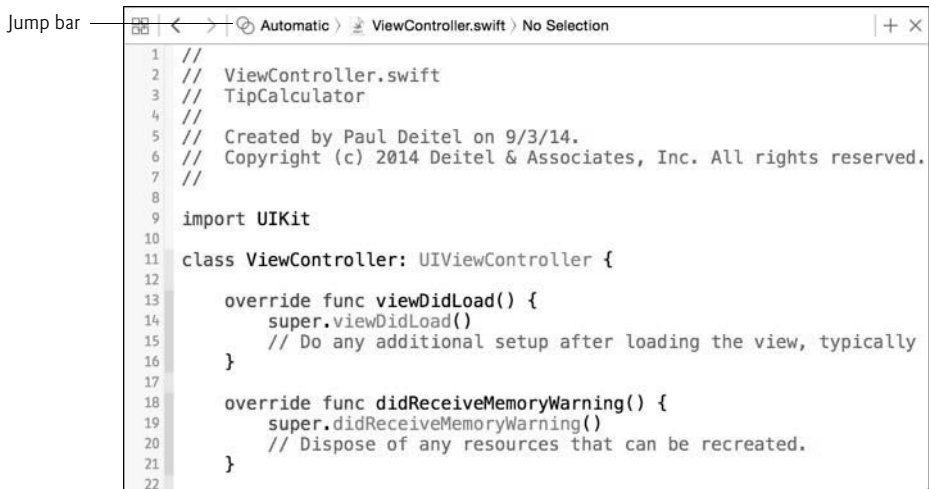 Jump bar
Automatic 〉 ViewController.swift 〉 No Selection
1 //
2 //  ViewController.swift
3 //  TipCalculator
4 //
5 //  Created by Paul Deitel on 9/3/14.
6 //  Copyright (c) 2014 Deitel & Associates, Inc. All rights reserved.
7 //
8
9 import UIKit
10
11 class ViewController: UIViewController {
12
13     override func viewDidLoad() {
14         super.viewDidLoad()
15         // Do any additional setup after loading the view, typically
16     }
17
18     override func didReceiveMemoryWarning() {
19         super.didReceiveMemoryWarning()
20         // Dispose of any resources that can be recreated.
21     }
22